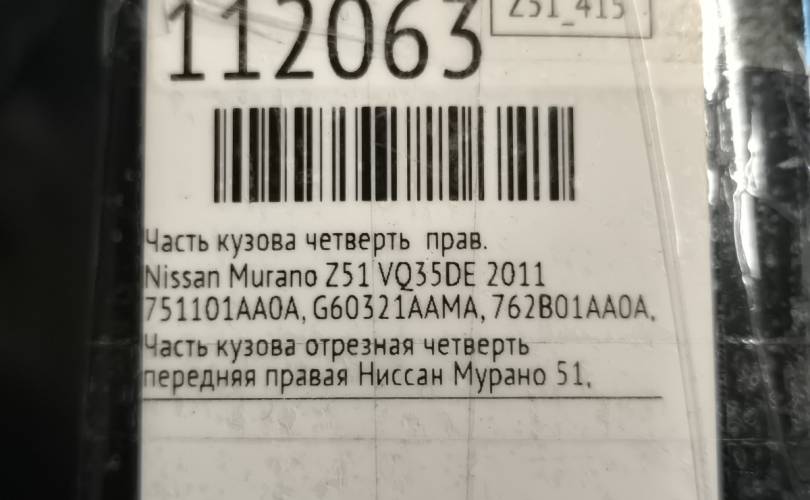 Z51_415
112063
Часть кузова четверть прав.
Nissan Murano Z51 VQ35DE 2011
751101AA0A, G60321AAMA, 762B01AA0A,
Часть кузова отрезная четверть
передняя правая Ниссан Мурано 51,